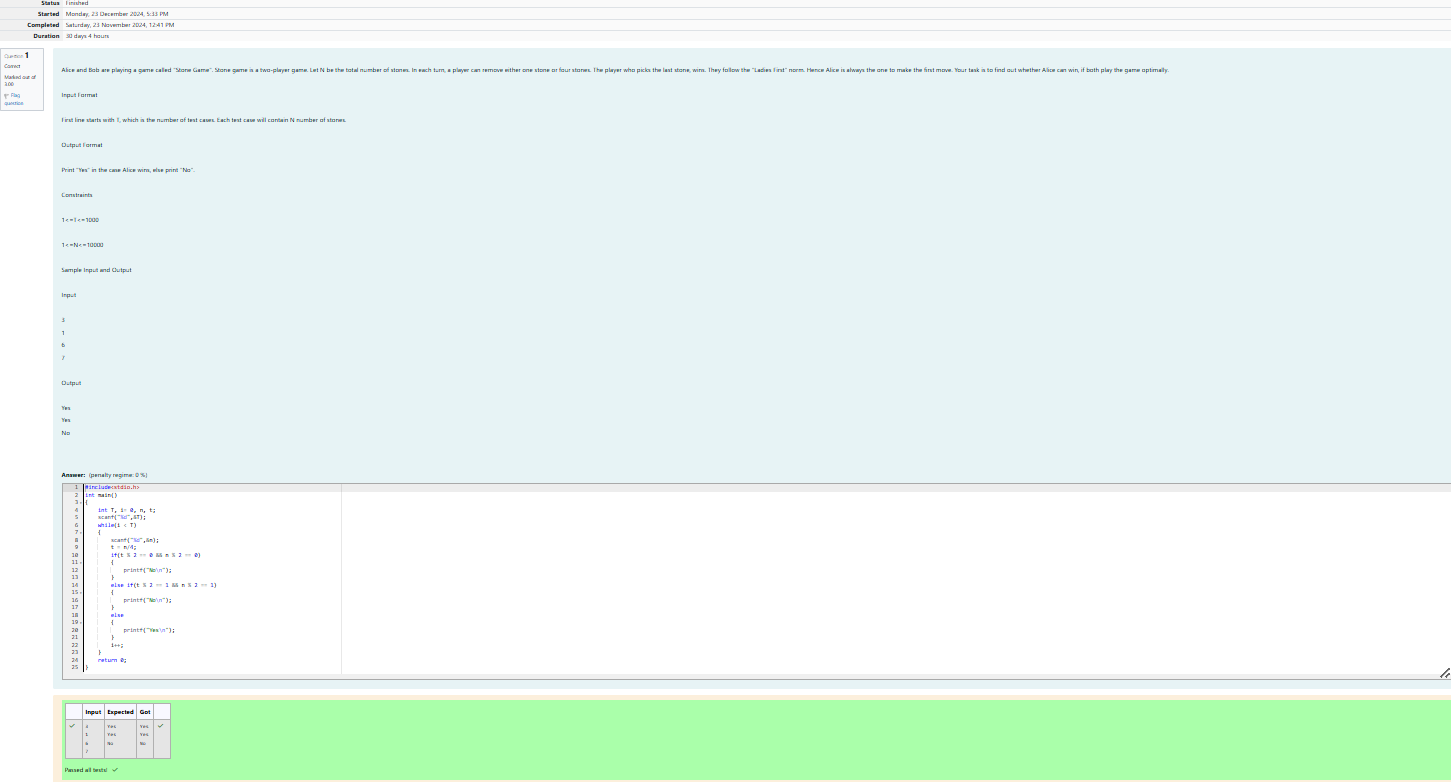 Status Finished
Started Monday, 23 December 2024, 5:33 PM
Completed Saturday, 23 November 2024, 12:41 PM
Duration 30 days 4 hours
Question 1
Correct
Marked out of
3.00
Flag
question
Alice and Bob are playing a game called "Stone Game". Stone game is a two-player game. Let N be the total number of stones. In each turn, a player can remove either one stone or four stones. The player who picks the last stone, wins. They follow the "Ladies First" norm. Hence Alice is always the one to make the first move. Your task is to find out whether Alice can win, if both play the game optimally.
Input Format
First line starts with T, which is the number of test cases. Each test case will contain N number of stones.
Output Format
Print "Yes" in the case Alice wins, else print "No".
Constraints
1<=T<=1000
1<=N<=10000
Sample Input and Output
Input
3
1
6
7
Output
Yes
Yes
No
Answer: (penalty regime: 0 %)
1 #include<stdio.h>
2 int main()
3 {
4 int T, i= 0, n, t;
5 scanf("%d",&T);
6 while(i < T)
7 {
8 scanf("%d",&n);
9 t = n/4;
10 if(t % 2 == 0 && n % 2 == 0)
11 {
12 printf("No\n");
13 }
14 else if(t % 2 == 1 && n % 2 == 1)
15 {
16 printf("No\n");
17 }
18 else
19 {
20 printf("Yes\n");
21 }
22 i++;
23 }
24 return 0;
25 }
Input Expected Got
3 Yes Yes
1 Yes Yes
6 No No
7
Passed all tests!